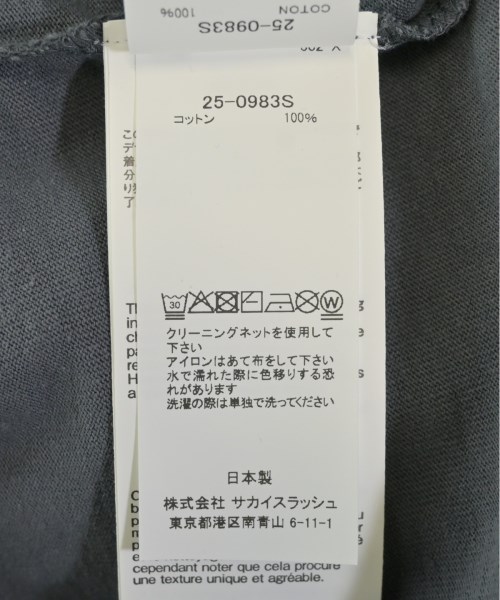 25-0983S
COTON 100%
25-0983S
コットン 100%
30
W
クリーニングネットを使用して
下さい
アイロンはあて布をして下さい
水で濡れた際に色移りする恐
れがあります
洗濯の際は単独で洗ってください
日本製
株式会社 サカイスラッシュ
東京都港区南青山 6-11-1
cependant noter que cela procure
une texture unique et agréable.